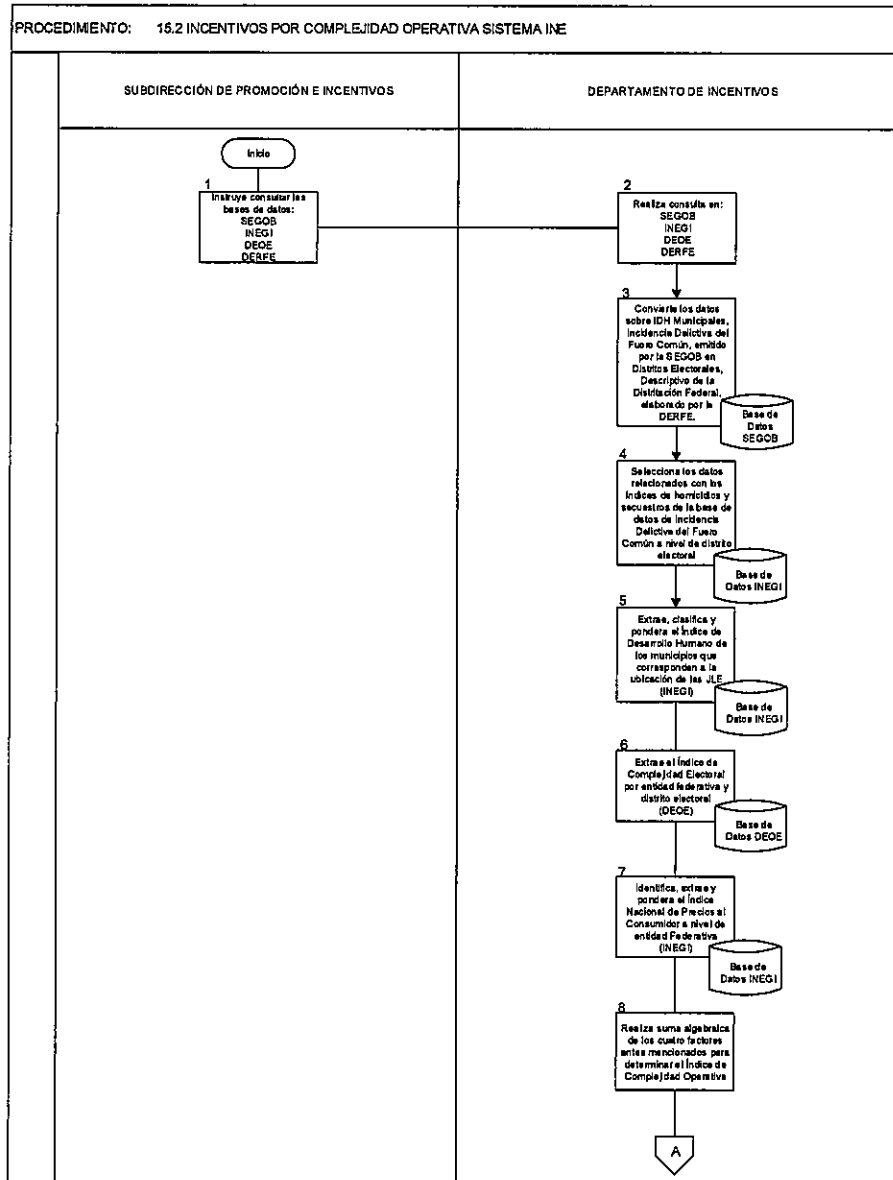 PROCEDIMIENTO: 15.2 INCENTIVOS POR COMPLEJIDAD OPERATIVA SISTEMA INE
SUBDIRECCIÓN DE PROMOCIÓN E INCENTIVOS
DEPARTAMENTO DE INCENTIVOS
Inicio
1
Instruye consultar las
bases de datos:
SEGOB
INEGI
DEOE
DERFE
2
Realiza consulta en:
SEGOB
INEGI
DEOE
DERFE
3
Convierte los datos
sobre IDH Municipales,
Incidencia Delictiva del
Fuero Común, emitido
por la SEGOB en
Distritos Electorales,
Descriptivo de la
Distritación Federal,
elaborado por la
DERFE.
Base de
Datos
SEGOB
4
Selecciona los datos
relacionados con los
índices de homicidios y
secuestros de la base de
datos de Incidencia
Delictiva del Fuero
Común a nivel de distrito
electoral
Base de
Datos INEGI
5
Extrae, clasifica y
pondera el Índice de
Desarrollo Humano de
los municipios que
corresponden a la
ubicación de las JLE
(INEGI)
Base de
Datos INEGI
6
Extrae el Índice de
Complejidad Electoral
por entidad federativa y
distrito electoral
(DEOE)
Base de
Datos DEOE
7
Identifica, extrae y
pondera el Índice
Nacional de Precios al
Consumidor a nivel de
entidad Federativa
(INEGI)
Base de
Datos INEGI
8
Realiza suma algebraica
de los cuatro factores
antes mencionados para
determinar el Índice de
Complejidad Operativa
A